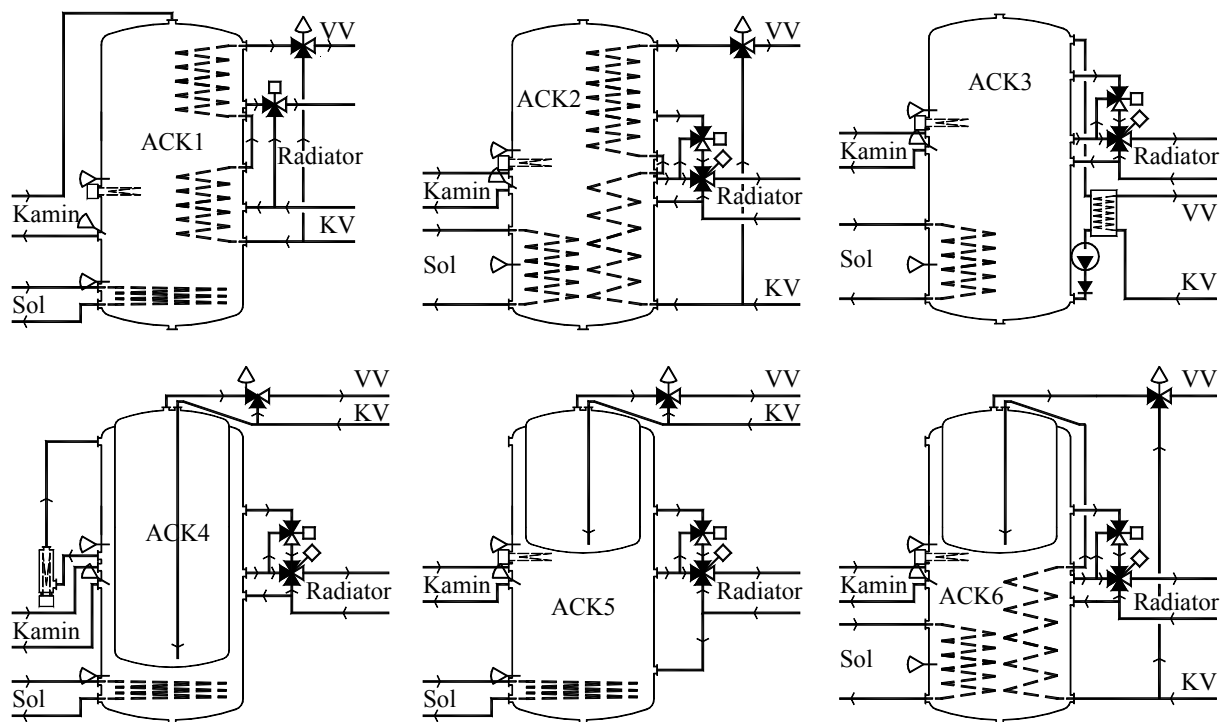 VV
ACK1
Radiator
Kamin
KV
Sol
VV
ACK2
Kamin
Radiator
Sol
KV
ACK3
Kamin
Radiator
VV
Sol
KV
VV
KV
ACK4
Radiator
Kamin
Sol
VV
KV
Kamin
ACK5
Radiator
Sol
VV
Kamin
ACK6
Radiator
Sol
KV